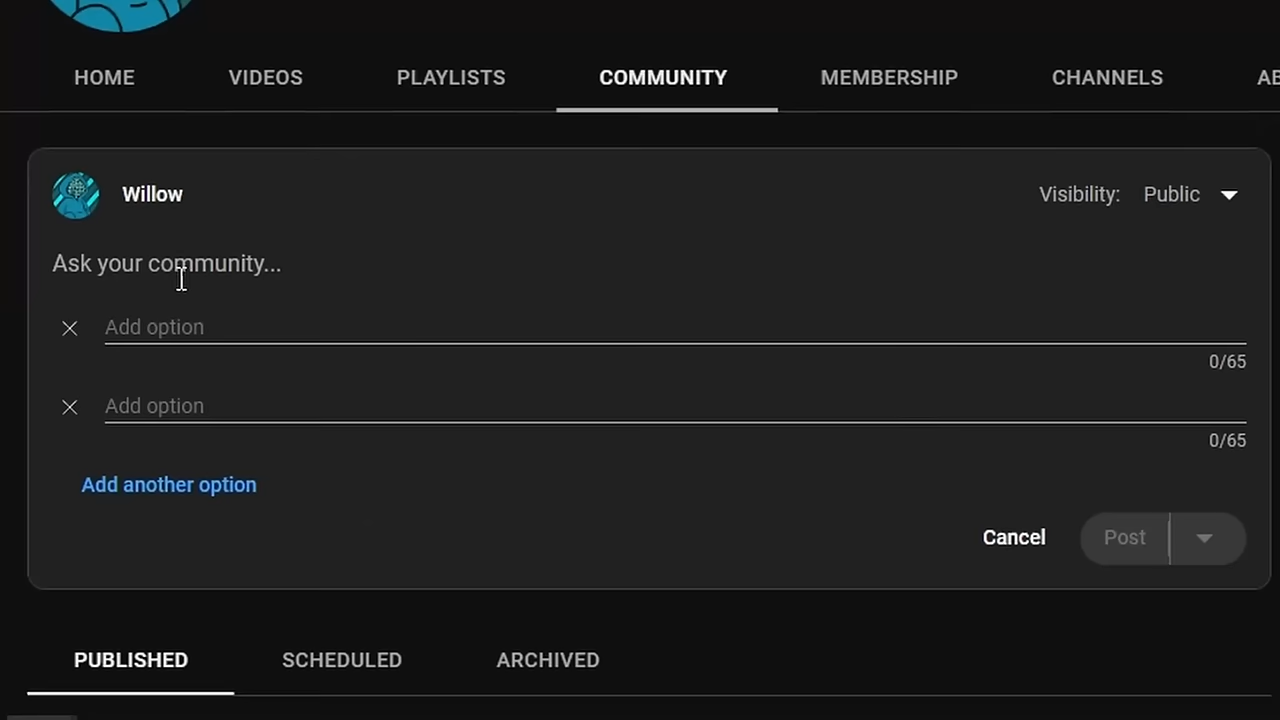 HOME VIDEOS PLAYLISTS COMMUNITY MEMBERSHIP CHANNELS
Willow Visibility: Public
Ask your community...
Add option
0/65
Add option
0/65
Add another option
Cancel Post
PUBLISHED SCHEDULED ARCHIVED